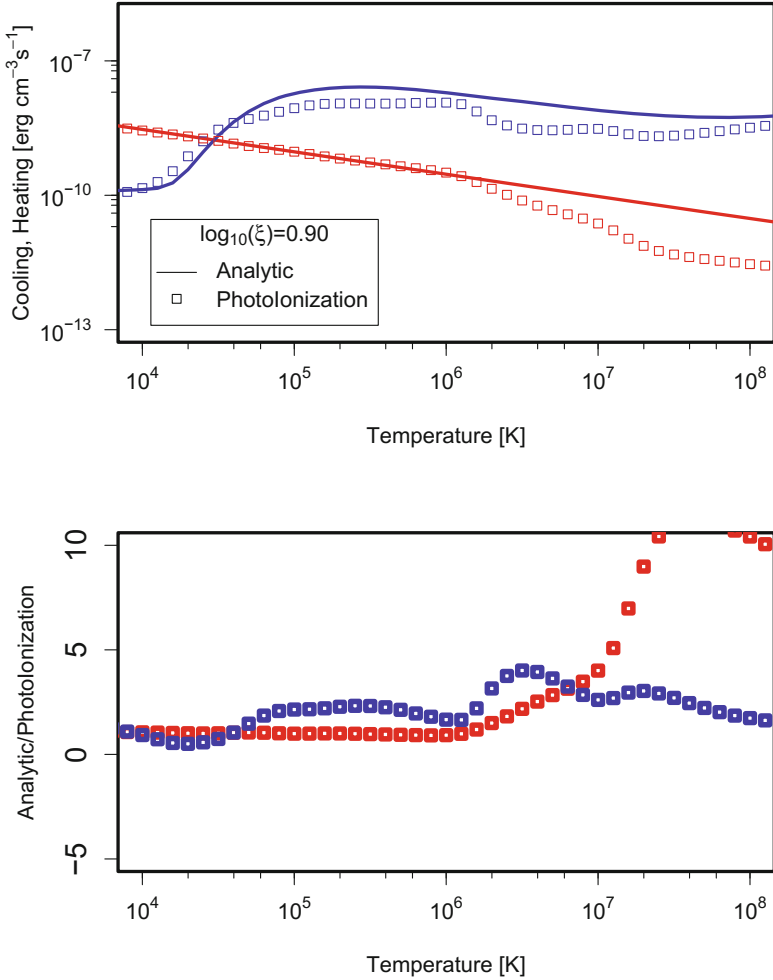 Cooling, Heating [erg cm⁻³s⁻¹]
10⁻⁷
10⁻¹⁰
10⁻¹³
log₁₀(ξ)=0.90
Analytic
PhotoIonization
10⁴ 10⁵ 10⁶ 10⁷ 10⁸
Temperature [K]
Analytic/PhotoIonization
10
5
0
−5
10⁴ 10⁵ 10⁶ 10⁷ 10⁸
Temperature [K]